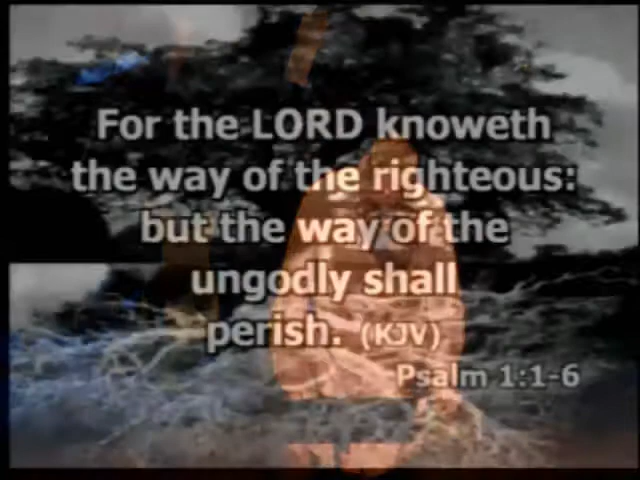 For the LORD knoweth
the way of the righteous:
but the way of the
ungodly shall
perish. (KJV)
Psalm 1:1-6